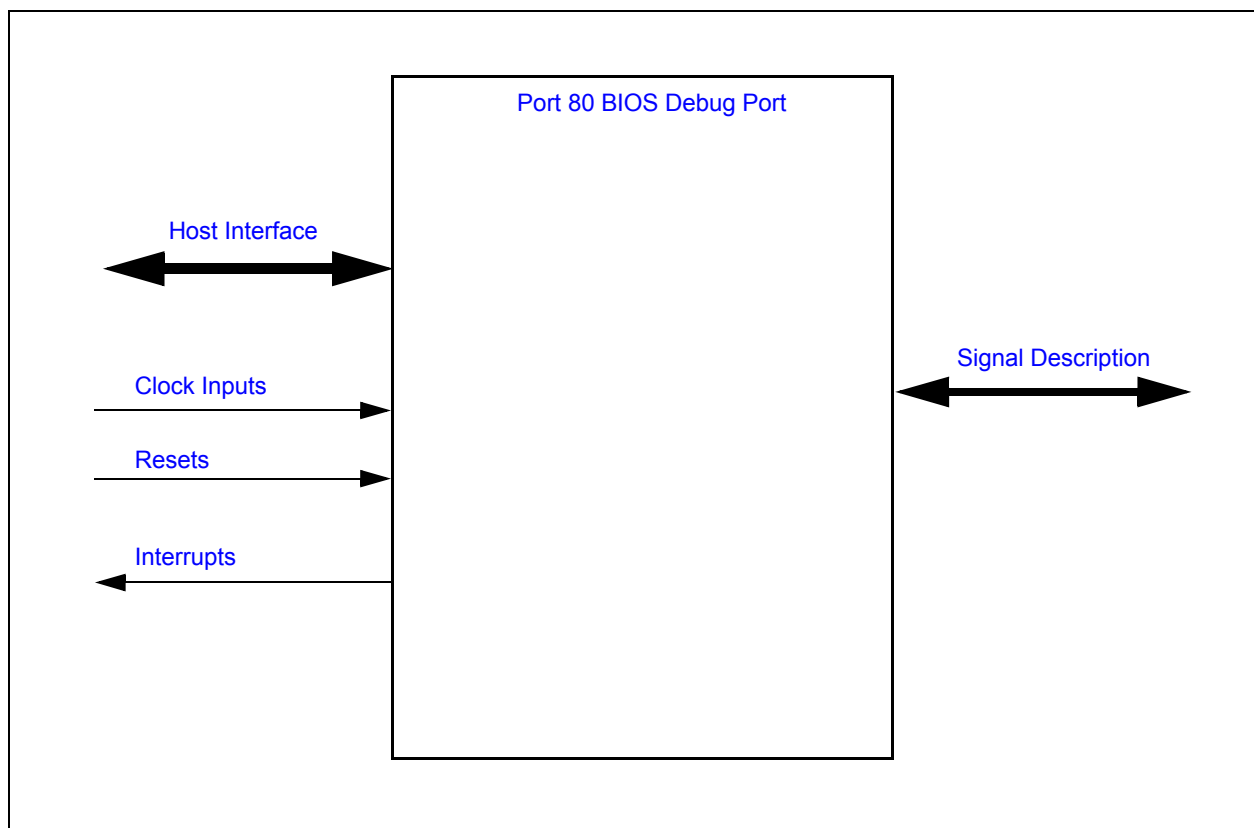 Port 80 BIOS Debug Port
Host Interface
Signal Description
Clock Inputs
Resets
Interrupts